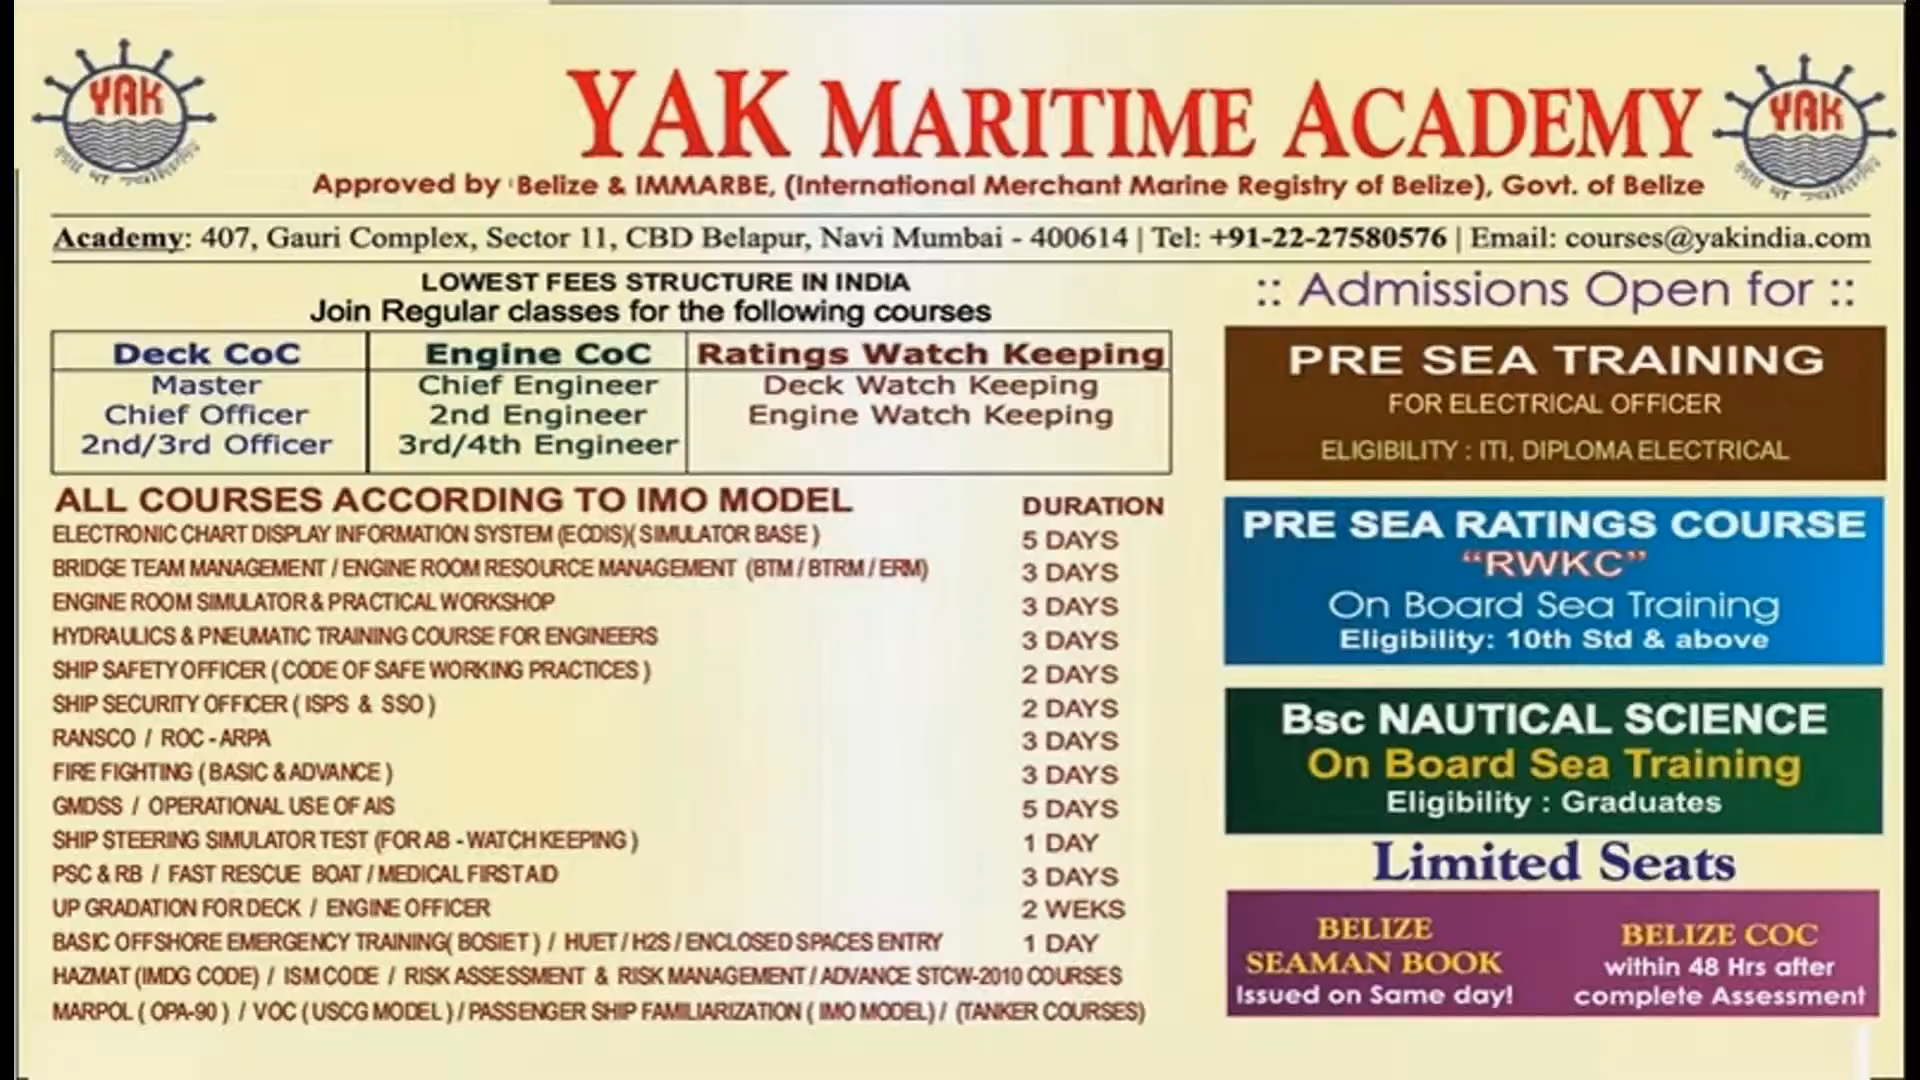 YAK
YAK MARITIME ACADEMY
YAK
Approved by Belize & IMMARBE, (International Merchant Marine Registry of Belize), Govt. of Belize
Academy: 407, Gauri Complex, Sector 11, CBD Belapur, Navi Mumbai - 400614 | Tel: +91-22-27580576 | Email: courses@yakindia.com
LOWEST FEES STRUCTURE IN INDIA
Join Regular classes for the following courses
Deck CoC Engine CoC Ratings Watch Keeping
Master Chief Engineer Deck Watch Keeping
Chief Officer 2nd Engineer Engine Watch Keeping
2nd/3rd Officer 3rd/4th Engineer
ALL COURSES ACCORDING TO IMO MODEL DURATION
ELECTRONIC CHART DISPLAY INFORMATION SYSTEM (ECDIS)( SIMULATOR BASE ) 5 DAYS
BRIDGE TEAM MANAGEMENT / ENGINE ROOM RESOURCE MANAGEMENT (BTM / BTRM / ERM) 3 DAYS
ENGINE ROOM SIMULATOR & PRACTICAL WORKSHOP 3 DAYS
HYDRAULICS & PNEUMATIC TRAINING COURSE FOR ENGINEERS 3 DAYS
SHIP SAFETY OFFICER ( CODE OF SAFE WORKING PRACTICES ) 2 DAYS
SHIP SECURITY OFFICER ( ISPS & SSO ) 2 DAYS
RANSCO / ROC - ARPA 3 DAYS
FIRE FIGHTING ( BASIC & ADVANCE ) 3 DAYS
GMDSS / OPERATIONAL USE OF AIS 5 DAYS
SHIP STEERING SIMULATOR TEST (FOR AB - WATCH KEEPING ) 1 DAY
PSC & RB / FAST RESCUE BOAT / MEDICAL FIRST AID 3 DAYS
UP GRADATION FOR DECK / ENGINE OFFICER 2 WEKS
BASIC OFFSHORE EMERGENCY TRAINING( BOSIET ) / HUET / H2S / ENCLOSED SPACES ENTRY 1 DAY
HAZMAT (IMDG CODE) / ISM CODE / RISK ASSESSMENT & RISK MANAGEMENT / ADVANCE STCW-2010 COURSES
MARPOL ( OPA-90 ) / VOC ( USCG MODEL ) / PASSENGER SHIP FAMILIARIZATION ( IMO MODEL) / (TANKER COURSES)
:: Admissions Open for ::
PRE SEA TRAINING
FOR ELECTRICAL OFFICER
ELIGIBILITY : ITI, DIPLOMA ELECTRICAL
PRE SEA RATINGS COURSE
“RWKC”
On Board Sea Training
Eligibility: 10th Std & above
Bsc NAUTICAL SCIENCE
On Board Sea Training
Eligibility : Graduates
Limited Seats
BELIZE
SEAMAN BOOK
Issued on Same day!
BELIZE COC
within 48 Hrs after
complete Assessment